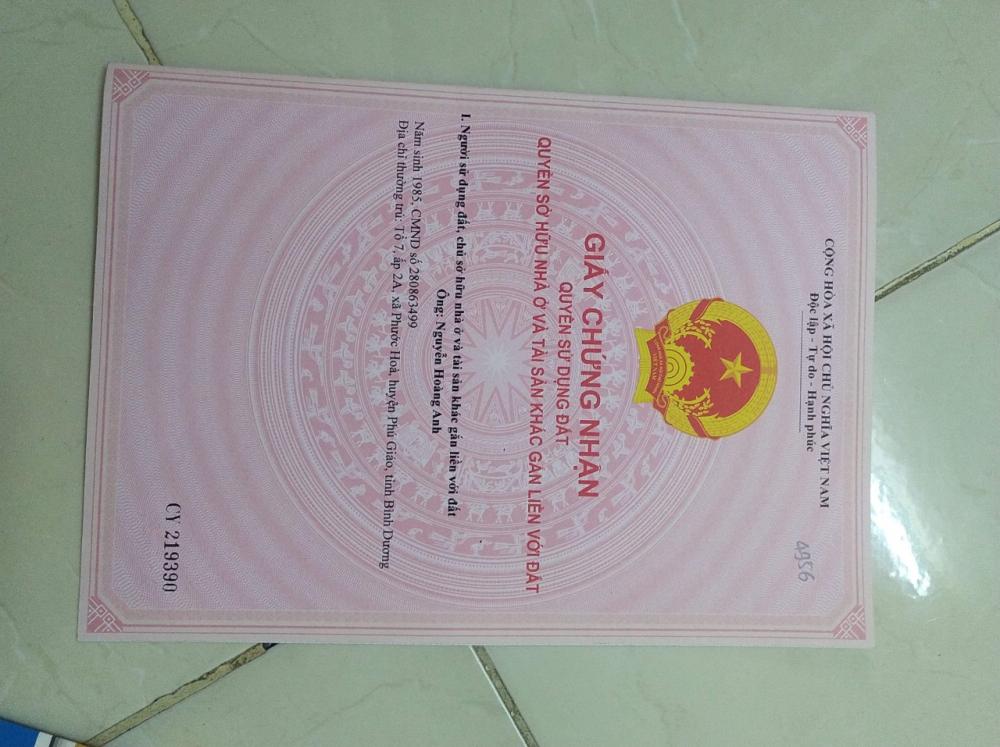 CỘNG HÒA XÃ HỘI CHỦ NGHĨA VIỆT NAM
Độc lập - Tự do - Hạnh phúc
4956
GIẤY CHỨNG NHẬN
QUYỀN SỬ DỤNG ĐẤT
QUYỀN SỞ HỮU NHÀ Ở VÀ TÀI SẢN KHÁC GẮN LIỀN VỚI ĐẤT
I. Người sử dụng đất, chủ sở hữu nhà ở và tài sản khác gắn liền với đất
Ông: Nguyễn Hoàng Anh
Năm sinh 1985, CMND số 280863499
Địa chỉ thường trú: Tổ 7, ấp 2A, xã Phước Hoà, huyện Phú Giáo, tỉnh Bình Dương
CY 219390